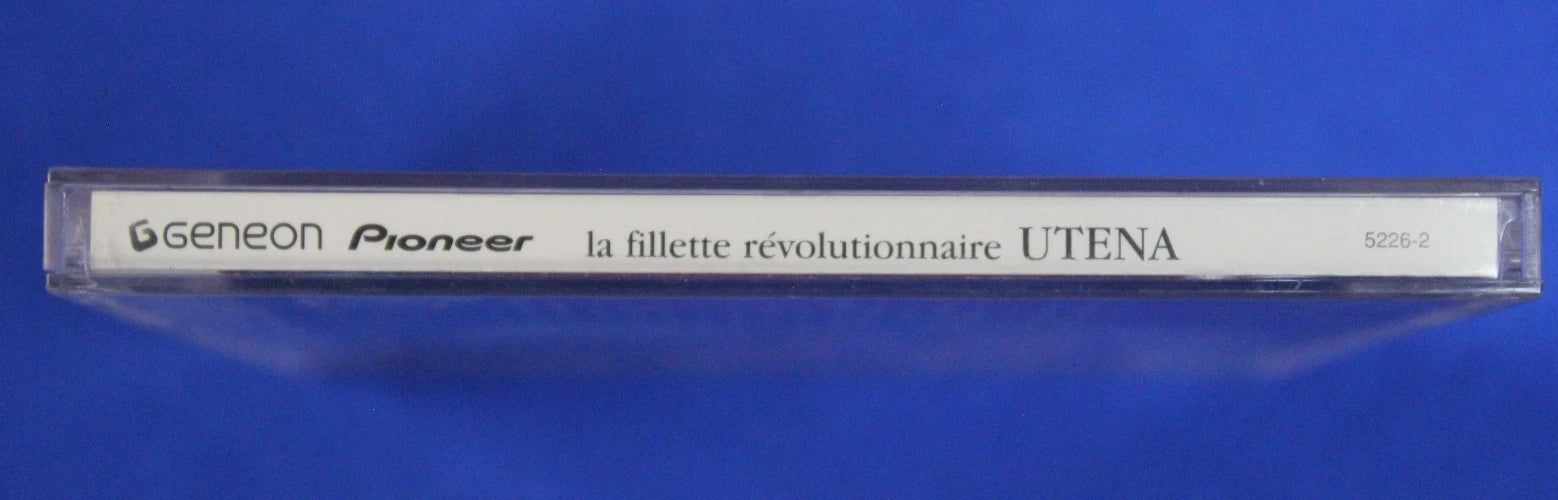 GENEON Pioneer la fillette révolutionnaire UTENA 5226-2